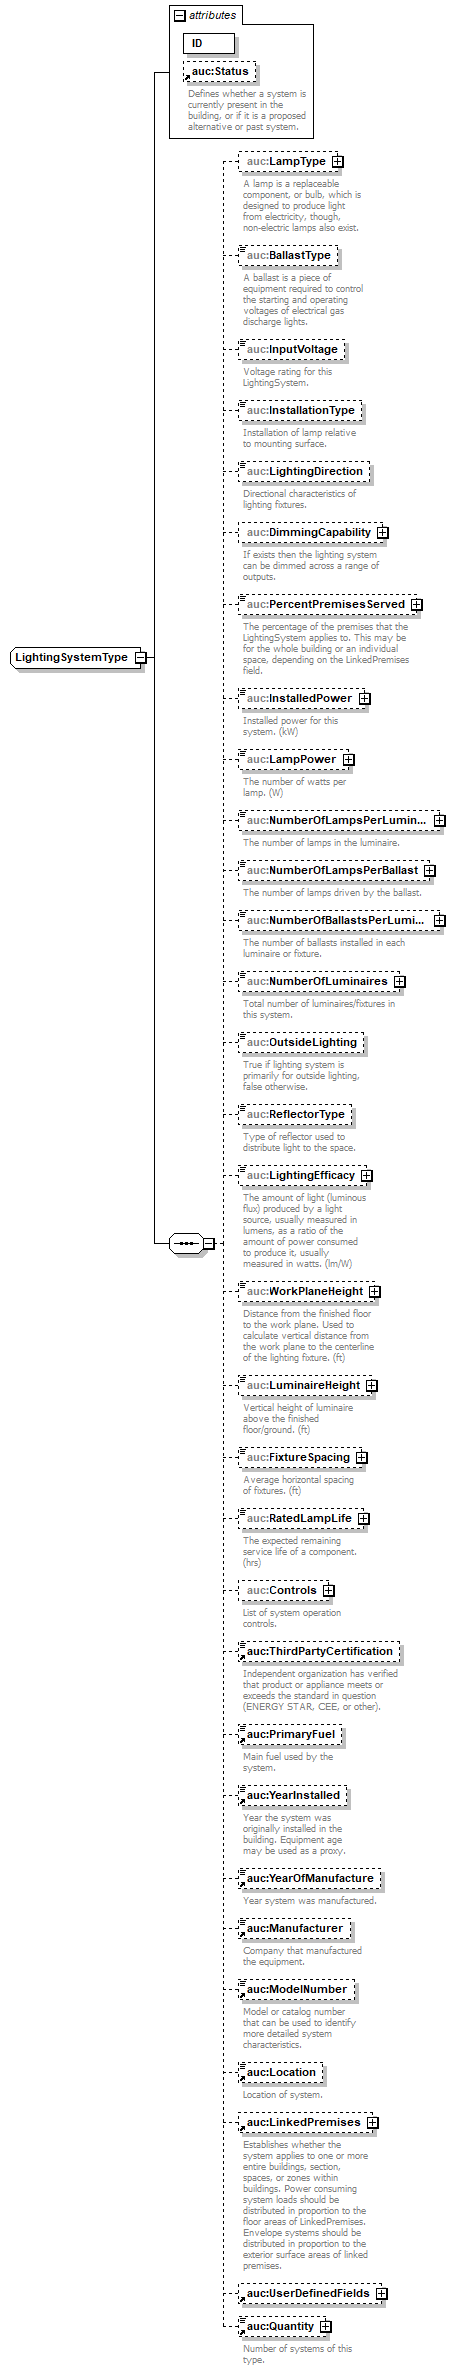 attributes
ID
auc:Status
Defines whether a system is
currently present in the
building, or if it is a proposed
alternative or past system.
auc:LampType
A lamp is a replaceable
component, or bulb, which is
designed to produce light
from electricity, though,
non-electric lamps also exist.
auc:BallastType
A ballast is a piece of
equipment required to control
the starting and operating
voltages of electrical gas
discharge lights.
auc:InputVoltage
Voltage rating for this
LightingSystem.
auc:InstallationType
Installation of lamp relative
to mounting surface.
auc:LightingDirection
Directional characteristics of
lighting fixtures.
auc:DimmingCapability
If exists then the lighting system
can be dimmed across a range of
outputs.
auc:PercentPremisesServed
The percentage of the premises that the
LightingSystem applies to. This may be
for the whole building or an individual
space, depending on the LinkedPremises
field.
LightingSystemType
auc:InstalledPower
Installed power for this
system. (kW)
auc:LampPower
The number of watts per
lamp. (W)
auc:NumberOfLampsPerLumin...
The number of lamps in the luminaire.
auc:NumberOfLampsPerBallast
The number of lamps driven by the ballast.
auc:NumberOfBallastsPerLumi...
The number of ballasts installed in each
luminaire or fixture.
auc:NumberOfLuminaires
Total number of luminaires/fixtures in
this system.
auc:OutsideLighting
True if lighting system is
primarily for outside lighting,
false otherwise.
auc:ReflectorType
Type of reflector used to
distribute light to the space.
auc:LightingEfficacy
The amount of light (luminous
flux) produced by a light
source, usually measured in
lumens, as a ratio of the
amount of power consumed
to produce it, usually
measured in watts. (lm/W)
auc:WorkPlaneHeight
Distance from the finished floor
to the work plane. Used to
calculate vertical distance from
the work plane to the centerline
of the lighting fixture. (ft)
auc:LuminaireHeight
Vertical height of luminaire
above the finished
floor/ground. (ft)
auc:FixtureSpacing
Average horizontal spacing
of fixtures. (ft)
auc:RatedLampLife
The expected remaining
service life of a component.
(hrs)
auc:Controls
List of system operation
controls.
auc:ThirdPartyCertification
Independent organization has verified
that product or appliance meets or
exceeds the standard in question
(ENERGY STAR, CEE, or other).
auc:PrimaryFuel
Main fuel used by the
system.
auc:YearInstalled
Year the system was
originally installed in the
building. Equipment age
may be used as a proxy.
auc:YearOfManufacture
Year system was manufactured.
auc:Manufacturer
Company that manufactured
the equipment.
auc:ModelNumber
Model or catalog number
that can be used to identify
more detailed system
characteristics.
auc:Location
Location of system.
auc:LinkedPremises
Establishes whether the
system applies to one or more
entire buildings, section,
spaces, or zones within
buildings. Power consuming
system loads should be
distributed in proportion to the
floor areas of LinkedPremises.
Envelope systems should be
distributed in proportion to the
exterior surface areas of linked
premises.
auc:UserDefinedFields
auc:Quantity
Number of systems of this
type.